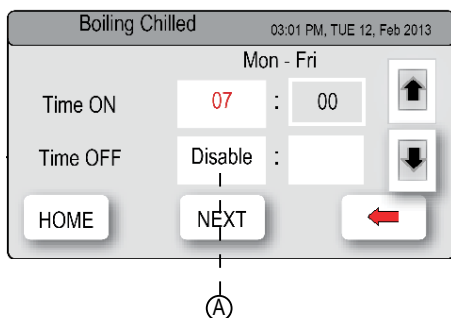 Boiling Chilled 03:01 PM, TUE 12, Feb 2013
Mon - Fri
Time ON 07 : 00
Time OFF Disable :
HOME NEXT
A